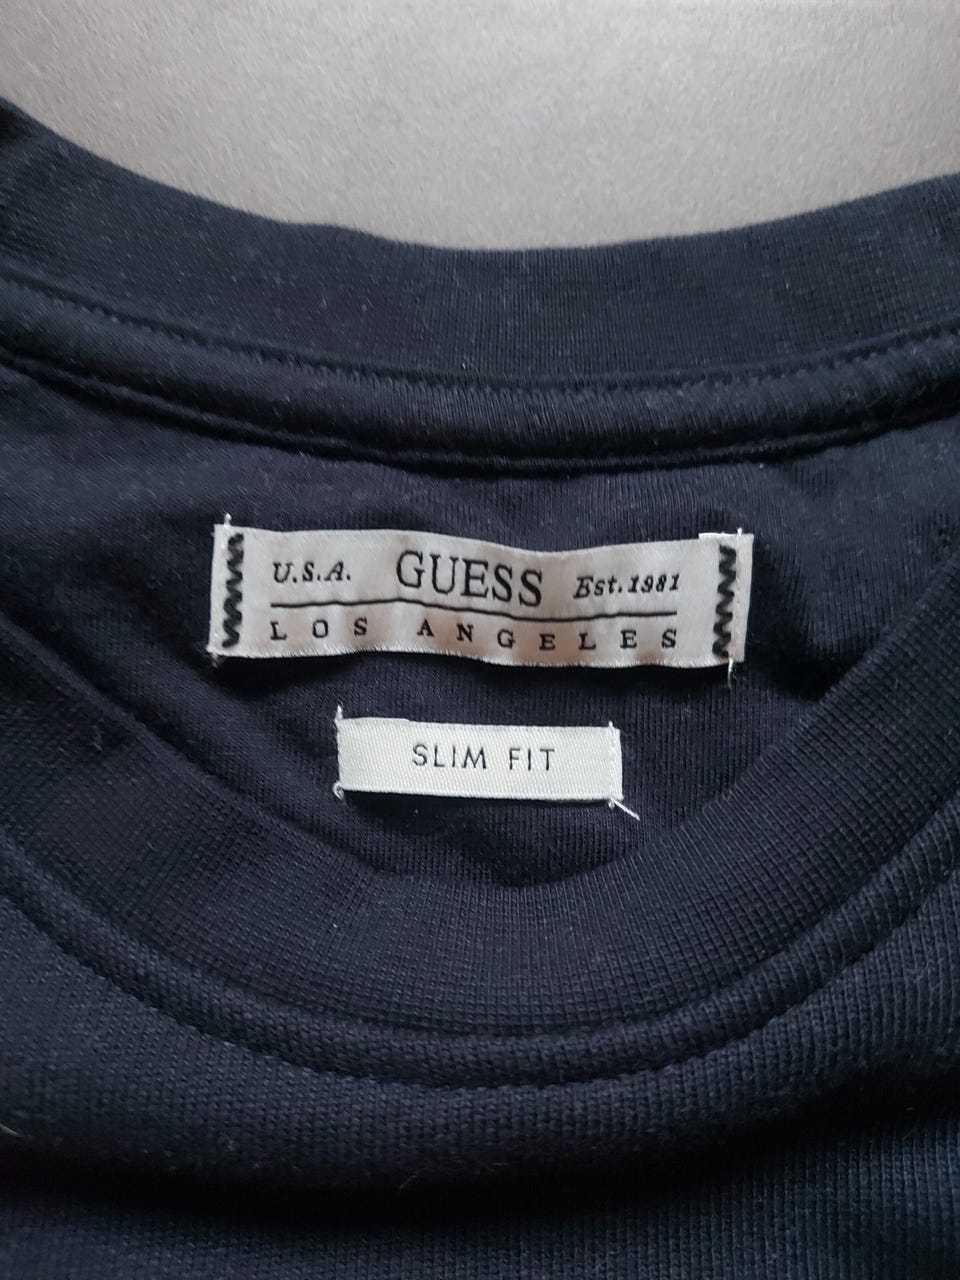 U.S.A. GUESS Est.1981
LOS ANGELES
SLIM FIT